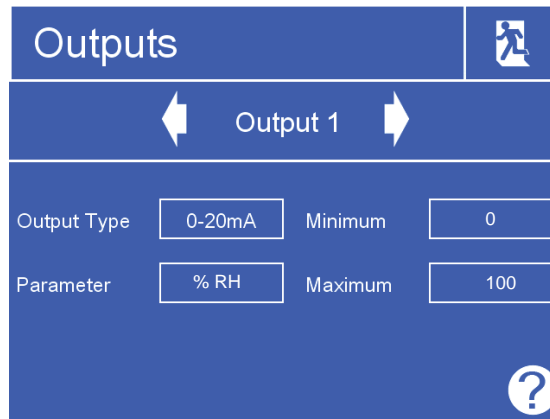 Outputs
Output 1
Output Type 0-20mA Minimum 0
Parameter % RH Maximum 100
?